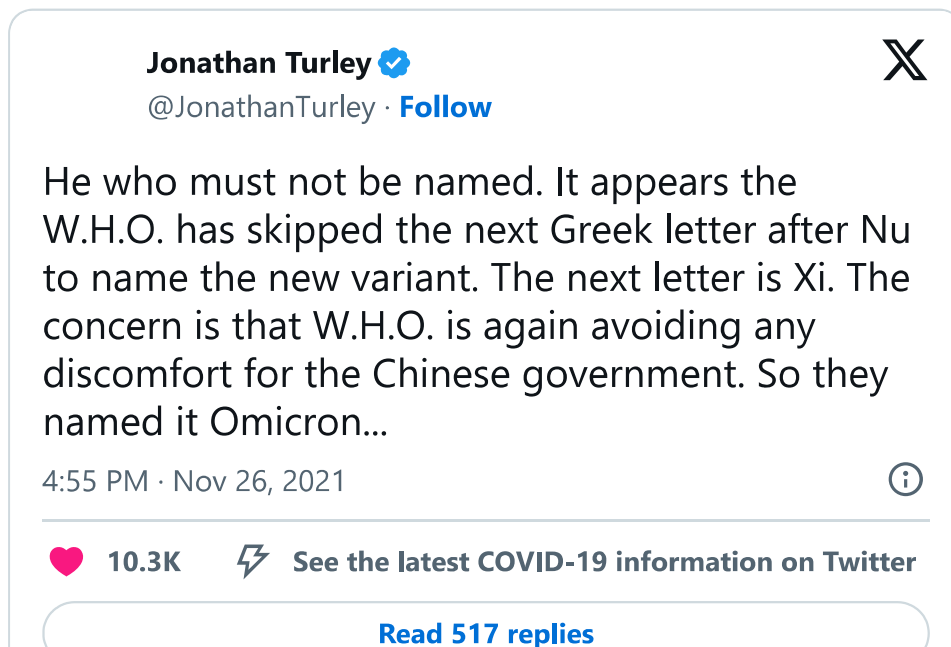 Jonathan Turley
@JonathanTurley · Follow
He who must not be named. It appears the
W.H.O. has skipped the next Greek letter after Nu
to name the new variant. The next letter is Xi. The
concern is that W.H.O. is again avoiding any
discomfort for the Chinese government. So they
named it Omicron...
4:55 PM · Nov 26, 2021
10.3K See the latest COVID-19 information on Twitter
Read 517 replies